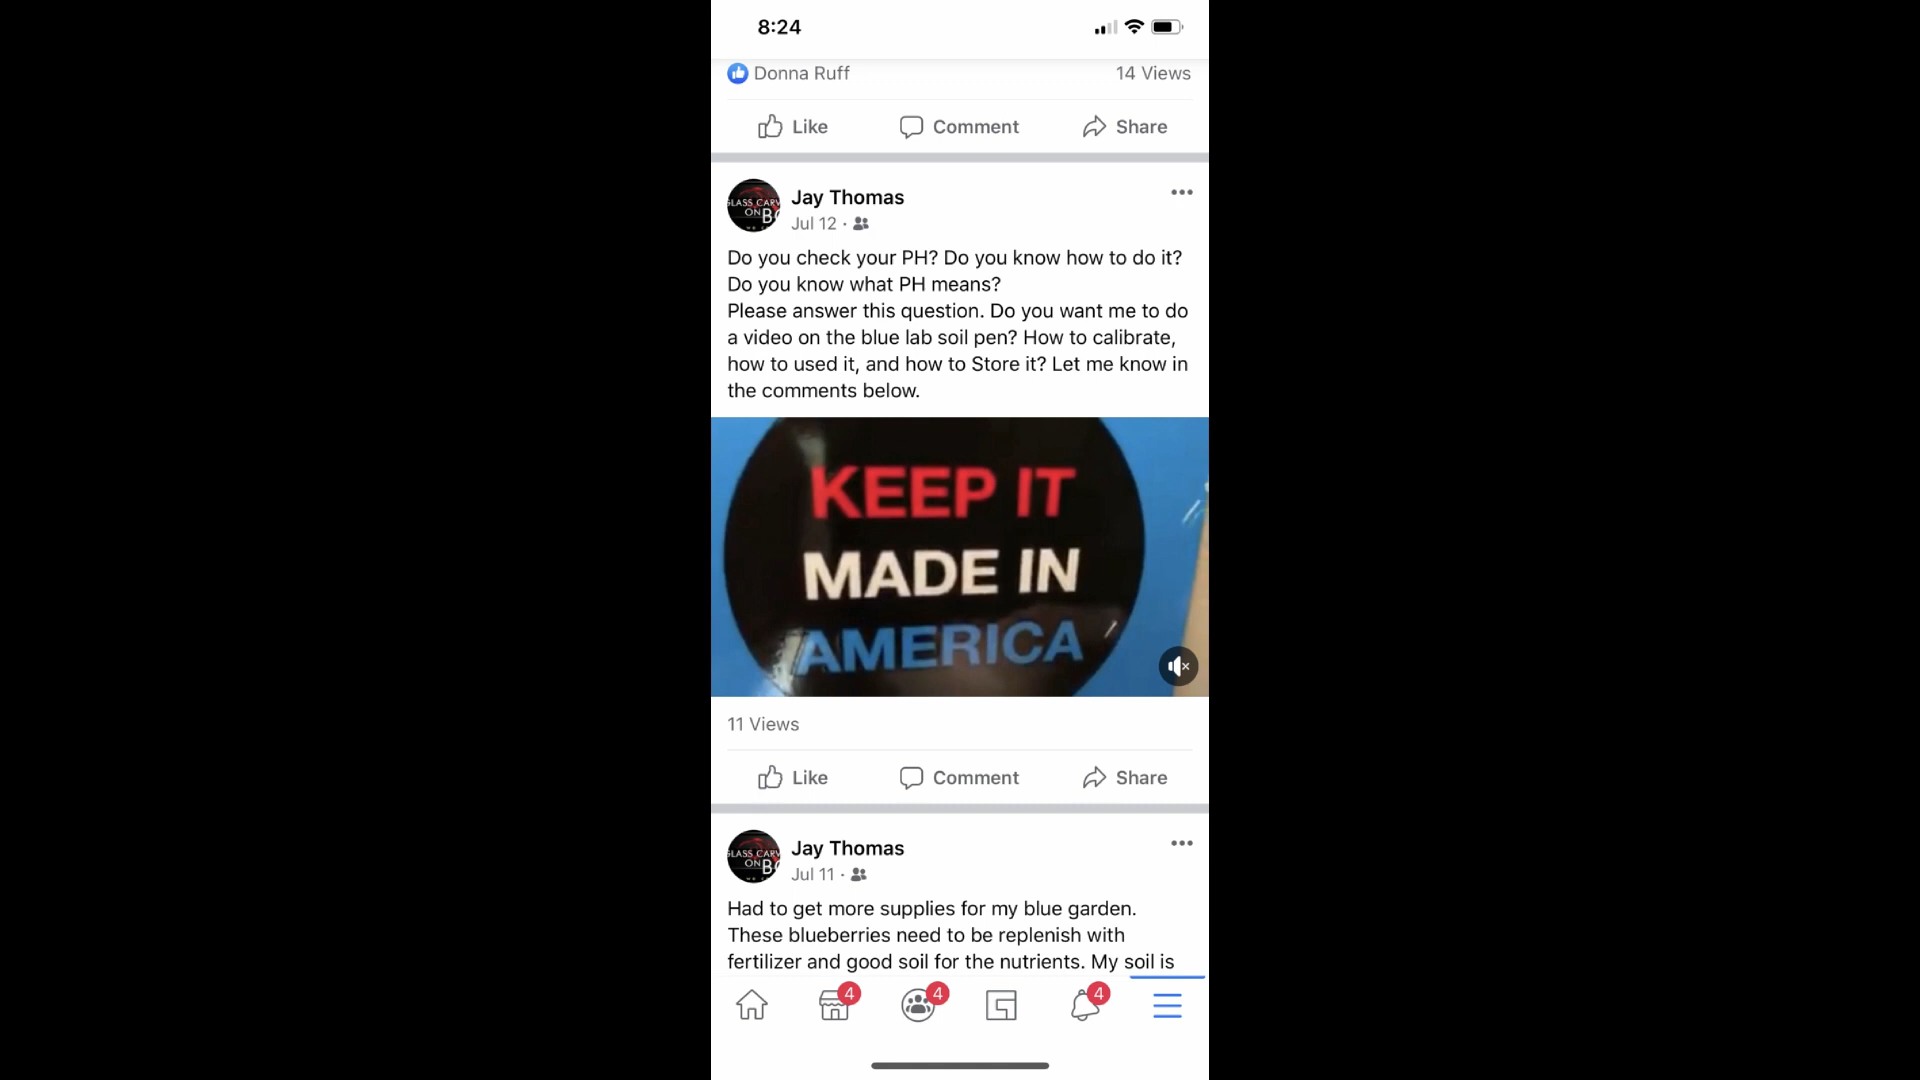 8:24
Donna Ruff 14 Views
Like Comment Share
Jay Thomas
Jul 12 ·
Do you check your PH? Do you know how to do it?
Do you know what PH means?
Please answer this question. Do you want me to do
a video on the blue lab soil pen? How to calibrate,
how to used it, and how to Store it? Let me know in
the comments below.
KEEP IT
MADE IN
AMERICA
11 Views
Like Comment Share
Jay Thomas
Jul 11 ·
Had to get more supplies for my blue garden.
These blueberries need to be replenish with
fertilizer and good soil for the nutrients. My soil is
4 4 4